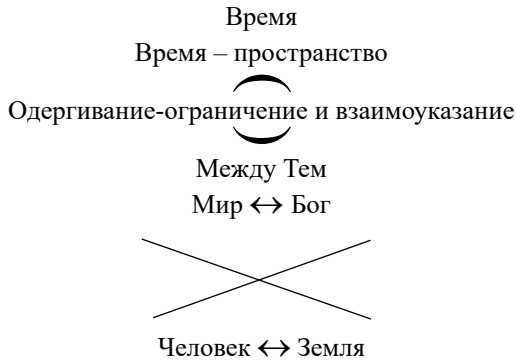 Время
Время – пространство
Одергивание-ограничение и взаимоуказание
Между Тем
Мир ↔ Бог
Человек ↔ Земля